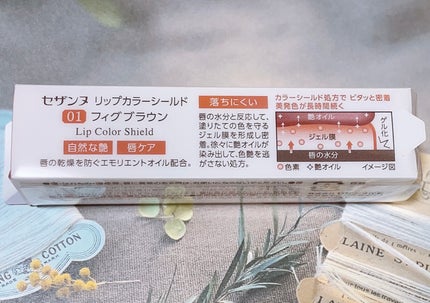 セザンヌ リップカラーシールド
01 フィグブラウン
Lip Color Shield
自然な艶 唇ケア
唇の乾燥を防ぐエモリエントオイル配合。
落ちにくい
唇の水分と反応して、
塗りたての色を守る
ジェル膜を形成し密
着。徐々に艶オイルが
染み出して、色艶を逃
がさない処方。
カラーシールド処方で ピタッと密着
美発色が長時間続く
艶オイル
ジェル膜
ゲル化
唇の水分
○色素 ◇艶オイル イメージ図
COTTON
LAINE S